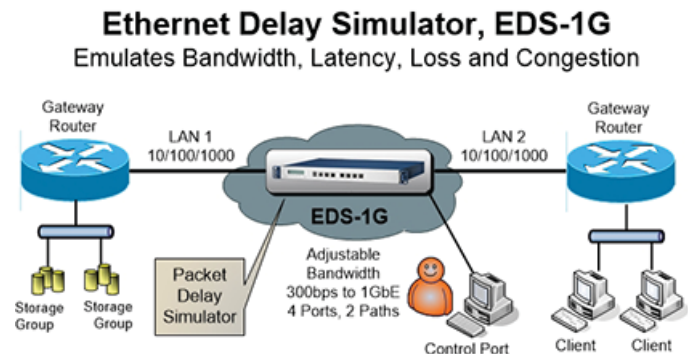 Ethernet Delay Simulator, EDS-1G
Emulates Bandwidth, Latency, Loss and Congestion
Gateway
Router
LAN 1
10/100/1000
LAN 2
10/100/1000
Gateway
Router
EDS-1G
Storage
Group
Storage
Group
Packet
Delay
Simulator
Adjustable
Bandwidth
300bps to 1GbE
4 Ports, 2 Paths
Control Port
Client
Client